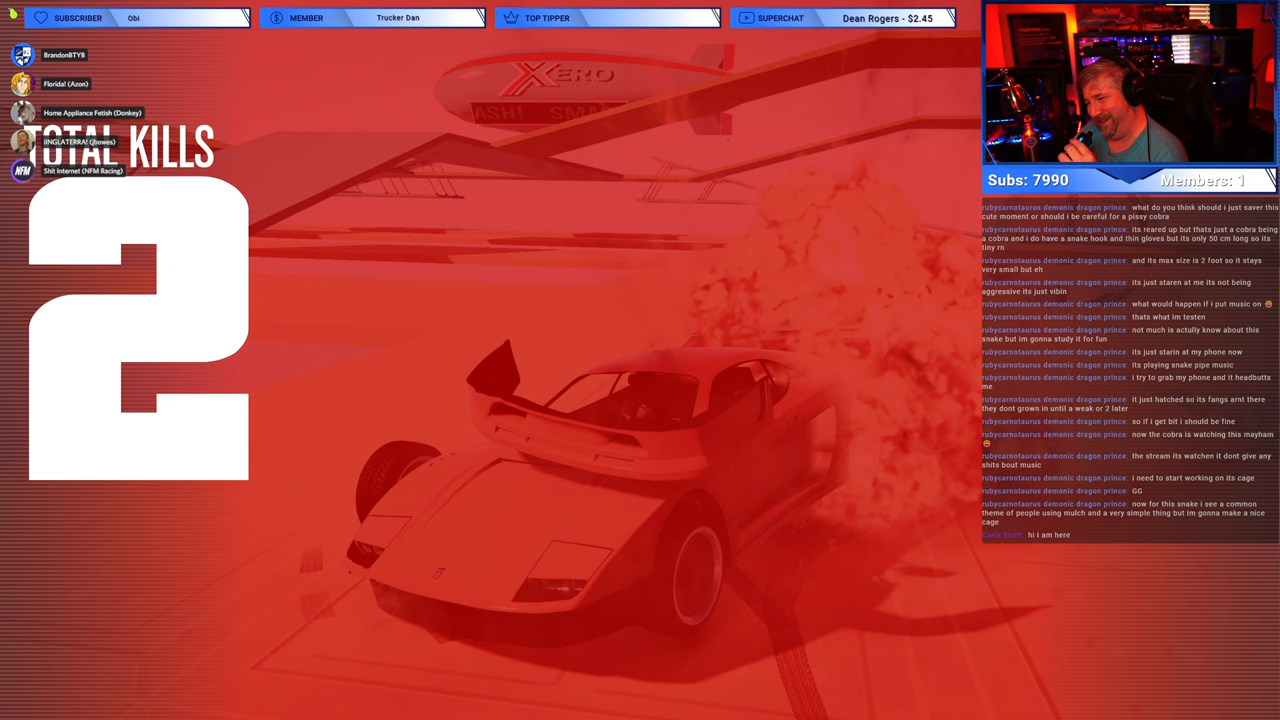 SUBSCRIBER Obi
MEMBER Trucker Dan
TOP TIPPER
SUPERCHAT Dean Rogers - $2.45
BrandonBTYB
Florida! (Azon)
Home Appliance Fetish (Donkey)
TOTAL KILLS
¡INGLATERRA! (jbowes)
Shit Internet (NFM Racing)
NFM
2
XERO
ASH! SMA
Subs: 7990
Members: 1
rubycarnotaurus demonic dragon prince: what do you think should i just saver this
cute moment or should i be careful for a pissy cobra
rubycarnotaurus demonic dragon prince: its reared up but thats just a cobra being
a cobra and i do have a snake hook and thin gloves but its only 50 cm long so its
tiny rn
rubycarnotaurus demonic dragon prince: and its max size is 2 foot so it stays
very small but eh
rubycarnotaurus demonic dragon prince: its just staren at me its not being
aggressive its just vibin
rubycarnotaurus demonic dragon prince: what would happen if i put music on
rubycarnotaurus demonic dragon prince: thats what im testen
rubycarnotaurus demonic dragon prince: not much is actully know about this
snake but im gonna study it for fun
rubycarnotaurus demonic dragon prince: its just starin at my phone now
rubycarnotaurus demonic dragon prince: its playing snake pipe music
rubycarnotaurus demonic dragon prince: i try to grab my phone and it headbutts
me
rubycarnotaurus demonic dragon prince: it just hatched so its fangs arnt there
they dont grown in until a weak or 2 later
rubycarnotaurus demonic dragon prince: so if i get bit i should be fine
rubycarnotaurus demonic dragon prince: now the cobra is watching this mayham
rubycarnotaurus demonic dragon prince: the stream its watchen it dont give any
shits bout music
rubycarnotaurus demonic dragon prince: i need to start working on its cage
rubycarnotaurus demonic dragon prince: GG
rubycarnotaurus demonic dragon prince: now for this snake i see a common
theme of people using mulch and a very simple thing but im gonna make a nice
cage
Carla Scott: hi I am here